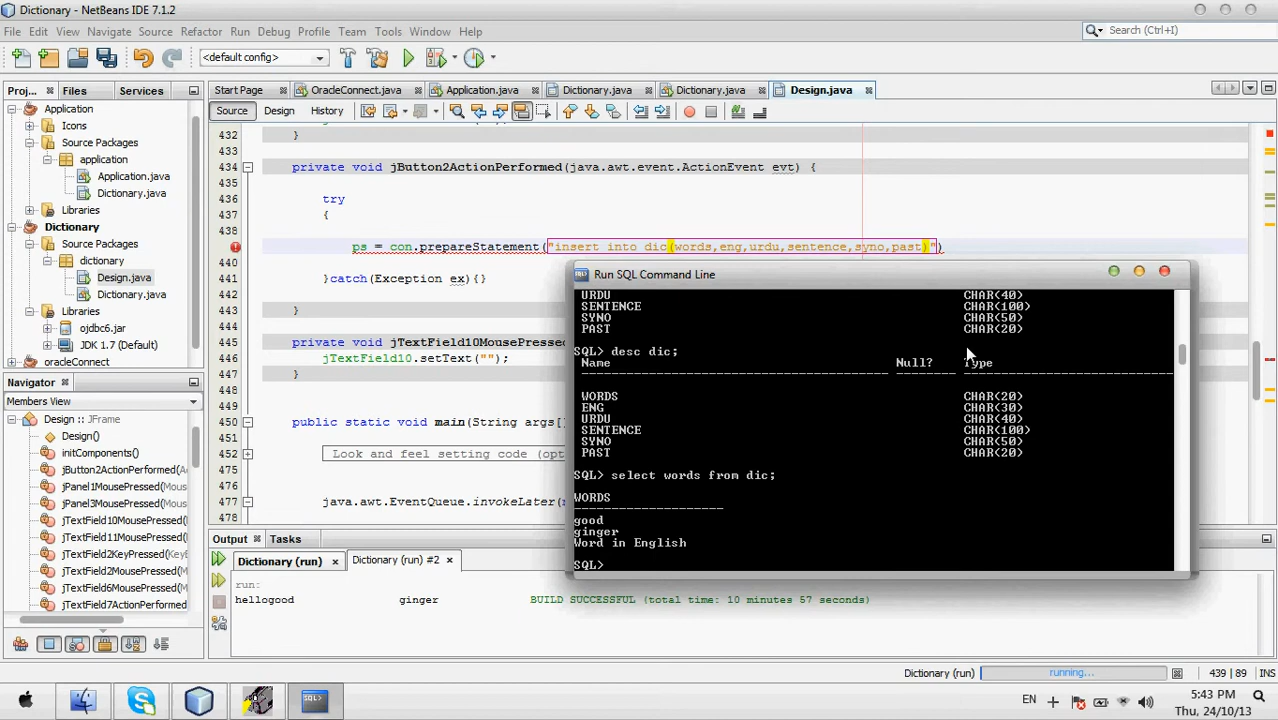 Dictionary - NetBeans IDE 7.1.2
File Edit View Navigate Source Refactor Run Debug Profile Team Tools Window Help
Search (Ctrl+I)
<default config>
Proj... Files Services
Start Page OracleConnect.java Application.java Dictionary.java Dictionary.java Design.java
Source Design History
Application
Icons
Source Packages
application
Application.java
Dictionary.java
Libraries
Dictionary
Source Packages
dictionary
Design.java
Dictionary.java
Libraries
ojdbc6.jar
JDK 1.7 (Default)
oracleConnect
Navigator
Members View
Design :: JFrame
Design()
initComponents()
jButton2ActionPerformed(
jPanel1MousePressed(
jPanel3MousePressed(
jTextField10MousePressed(
jTextField11MousePressed(
jTextField2KeyPressed(
jTextField2MousePressed(
jTextField6MousePressed(
jTextField7ActionPerformed
432 }
433
434 private void jButton2ActionPerformed(java.awt.event.ActionEvent evt) {
435
436 try
437 {
438
ps = con.prepareStatement("insert into dic(words,eng,urdu,sentence,syno,past)")
440
441 }catch(Exception ex){}
442
443 }
444
445 private void jTextField10MousePressed
446 jTextField10.setText("");
447 }
448
449
450 public static void main(String args[]
451
452 Look and feel setting code (opt
477 java.awt.EventQueue.invokeLater(
478
Run SQL Command Line
URDU CHAR(40)
SENTENCE CHAR(100)
SYNO CHAR(50)
PAST CHAR(20)
SQL> desc dic;
Name Null? Type
WORDS CHAR(20)
ENG CHAR(30)
URDU CHAR(40)
SENTENCE CHAR(100)
SYNO CHAR(50)
PAST CHAR(20)
SQL> select words from dic;
WORDS
good
ginger
Word in English
SQL>
Output Tasks
Dictionary (run) Dictionary (run) #2
run:
hellogood ginger BUILD SUCCESSFUL (total time: 10 minutes 57 seconds)
Dictionary (run) running... 439 | 89 INS
SQL>
EN
5:43 PM
Thu, 24/10/13